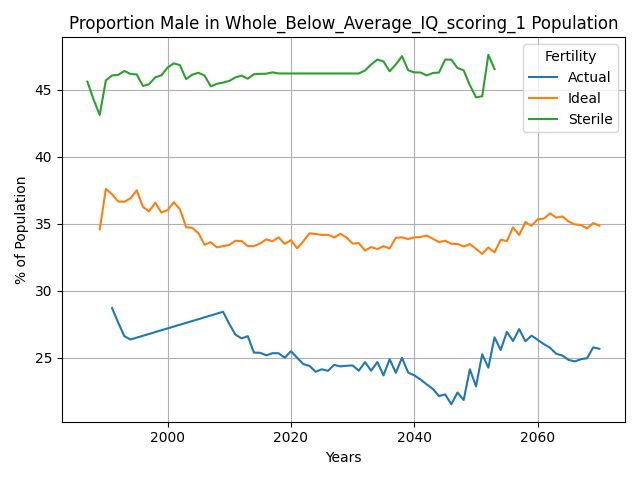 Proportion Male in Whole_Below_Average_IQ_scoring_1 Population
Fertility
Actual
Ideal
Sterile
% of Population
45
40
35
30
25
2000 2020 2040 2060
Years